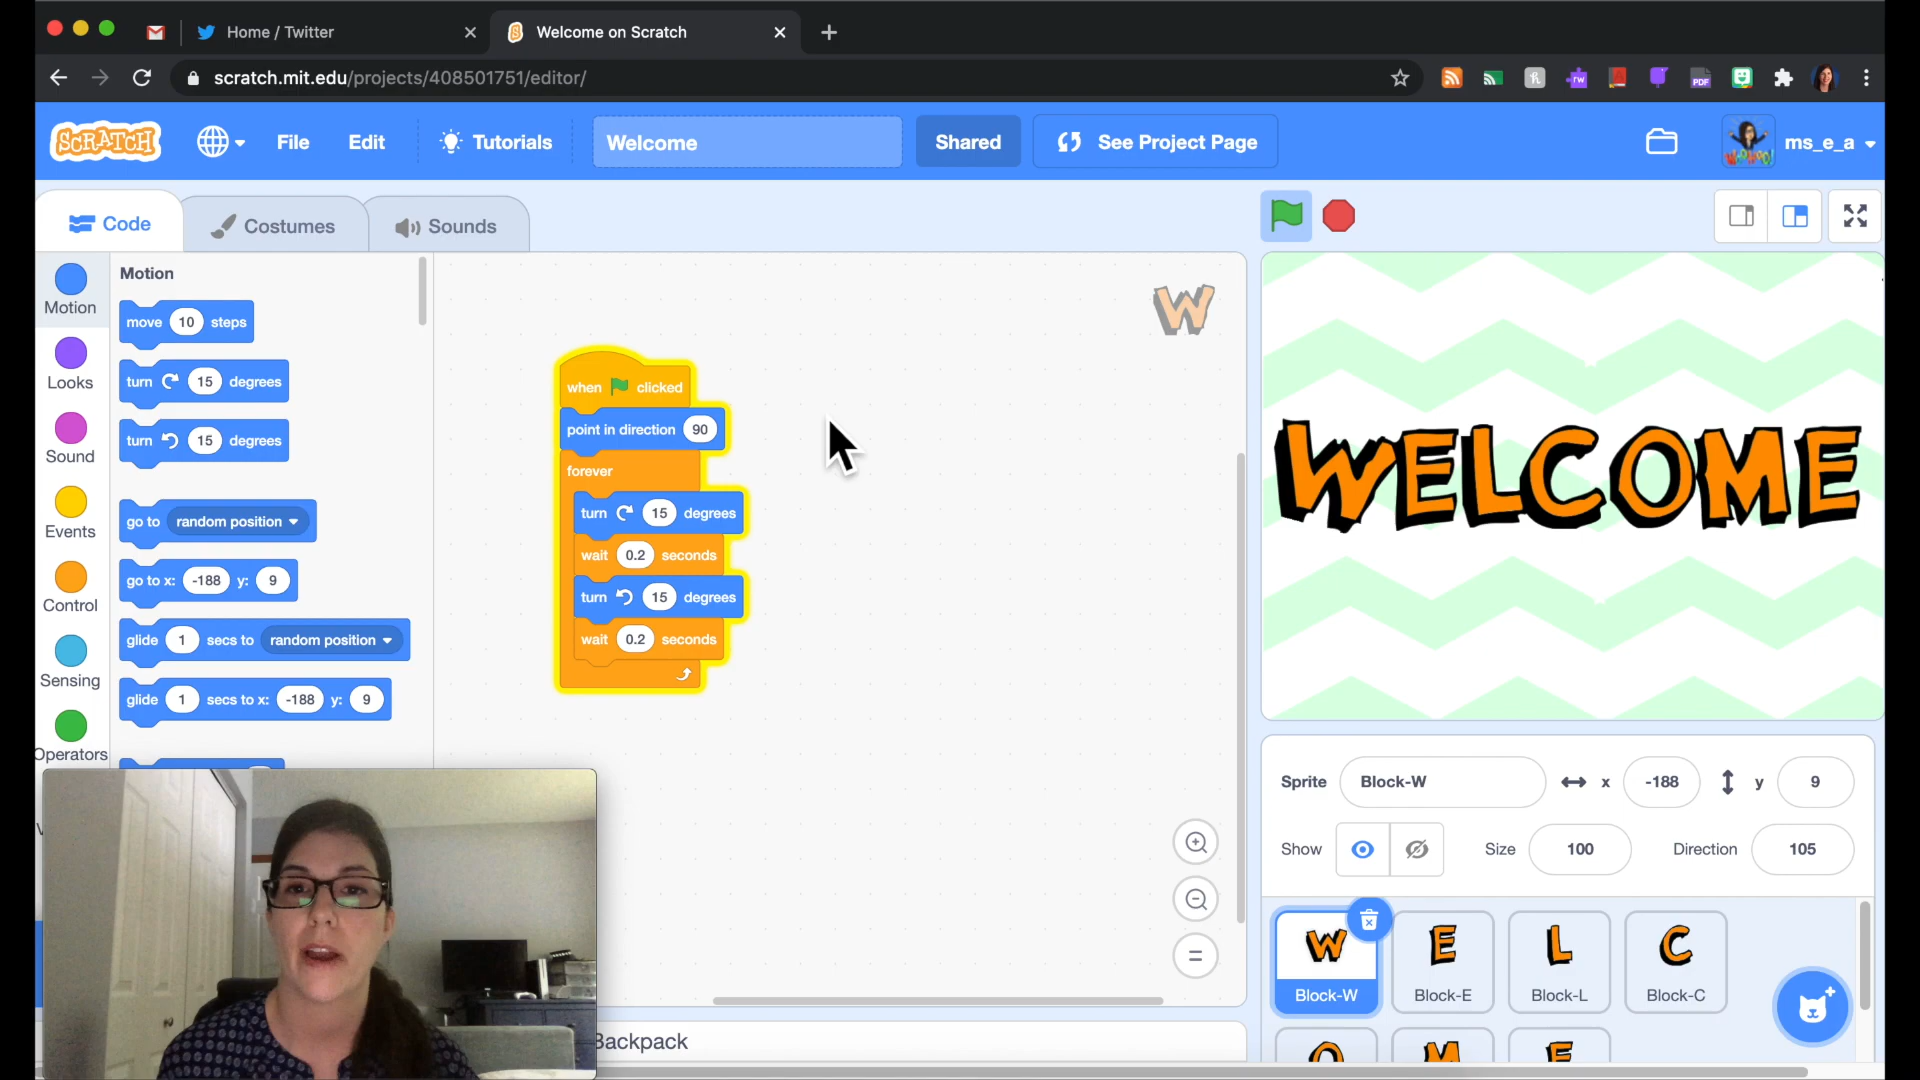 Home / Twitter
Welcome on Scratch
scratch.mit.edu/projects/408501751/editor/
SCRATCH
File
Edit
Tutorials
Welcome
Shared
See Project Page
ms_e_a
Code
Costumes
Sounds
Motion
Looks
Sound
Events
Control
Sensing
Operators
Motion
move 10 steps
turn 15 degrees
turn 15 degrees
go to random position
go to x: -188 y: 9
glide 1 secs to random position
glide 1 secs to x: -188 y: 9
when clicked
point in direction 90
forever
turn 15 degrees
wait 0.2 seconds
turn 15 degrees
wait 0.2 seconds
W
WELCOME
Sprite Block-W x -188 y 9
Show Size 100 Direction 105
W
Block-W
E
Block-E
L
Block-L
C
Block-C
O
M
E
Backpack